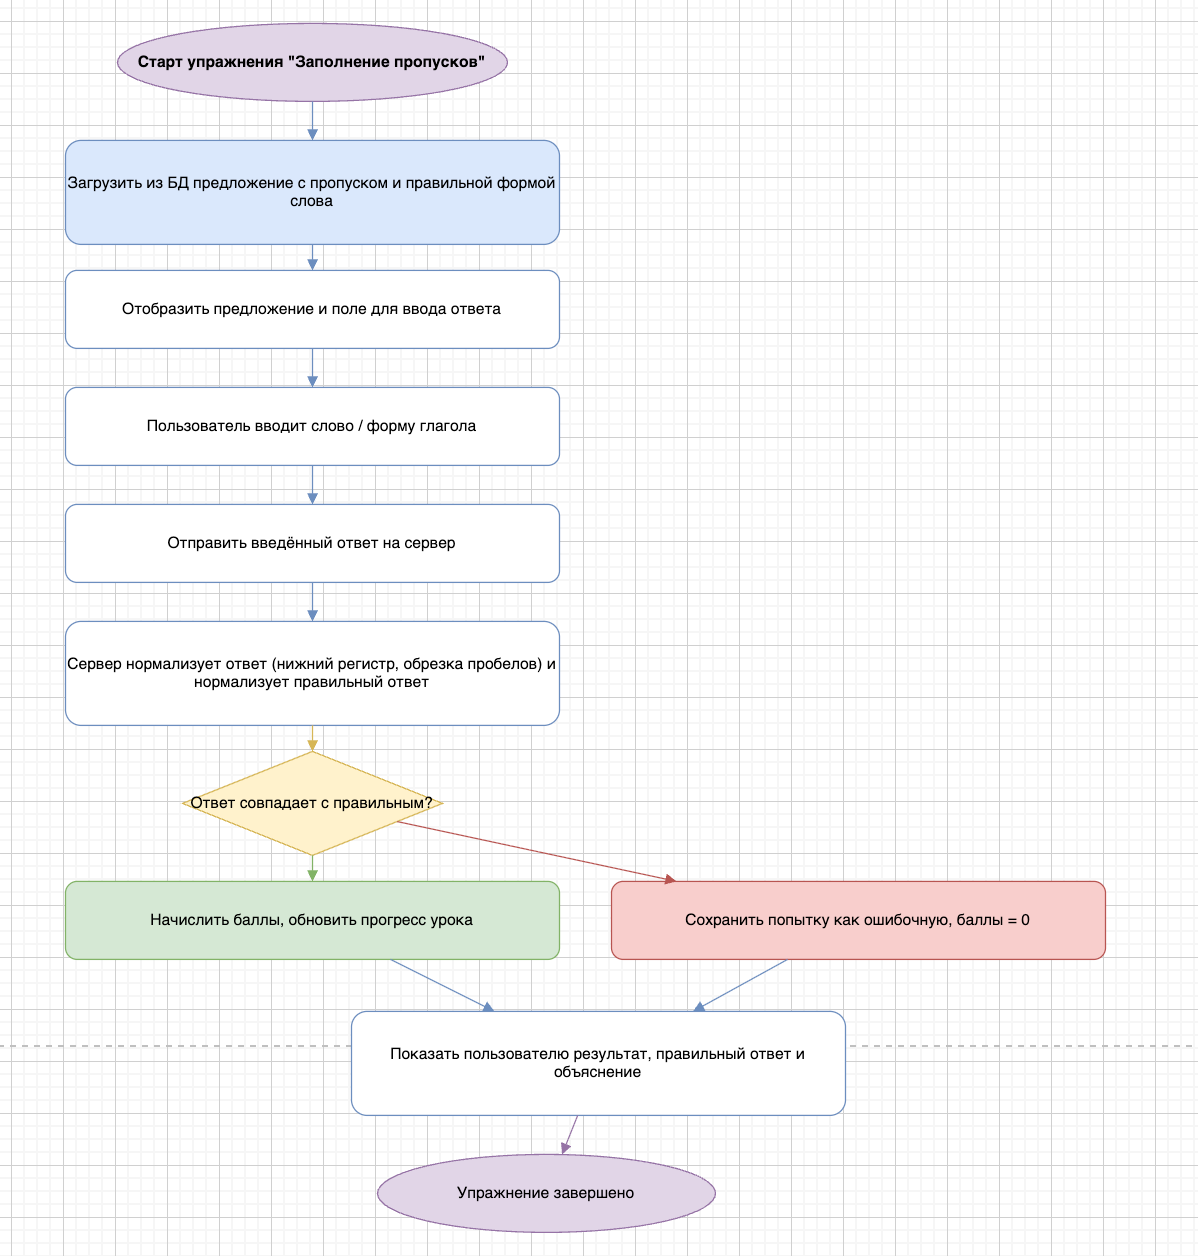 Старт упражнения "Заполнение пропусков"
Загрузить из БД предложение с пропуском и правильной формой
слова
Отобразить предложение и поле для ввода ответа
Пользователь вводит слово / форму глагола
Отправить введённый ответ на сервер
Сервер нормализует ответ (нижний регистр, обрезка пробелов) и
нормализует правильный ответ
Ответ совпадает с правильным?
Начислить баллы, обновить прогресс урока
Сохранить попытку как ошибочную, баллы = 0
Показать пользователю результат, правильный ответ и
объяснение
Упражнение завершено